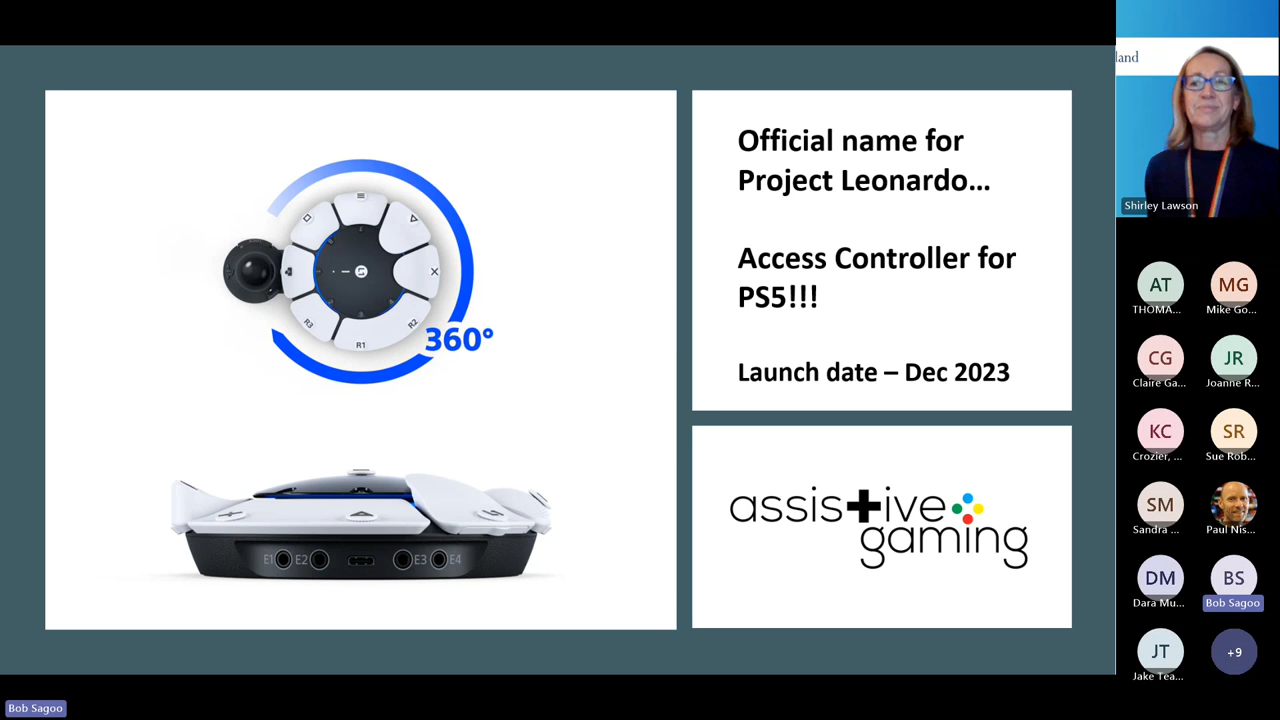 360°
R3
R1
R2
E1
E2
E3
E4
Official name for
Project Leonardo...
Access Controller for
PS5!!!
Launch date – Dec 2023
assistive
gaming
land
Shirley Lawson
AT
MG
THOMA...
Mike Go...
CG
JR
Claire Ga...
Joanne R...
KC
SR
Crozier, ...
Sue Rob...
SM
Sandra ...
Paul Nis...
DM
BS
Dara Mu...
Bob Sagoo
JT
+9
Jake Tea...
Bob Sagoo